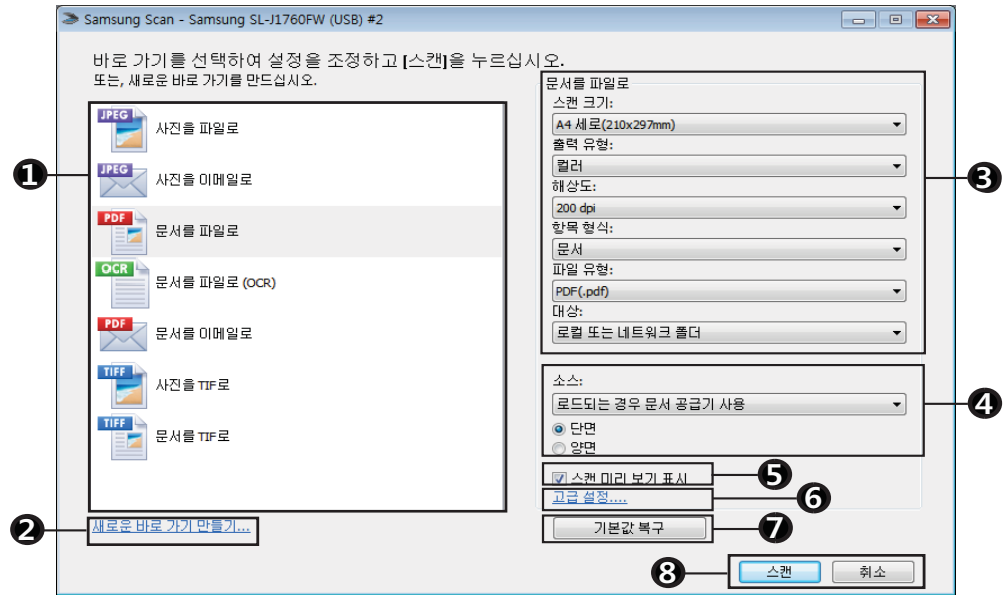 Samsung Scan - Samsung SL-J1760FW (USB) #2
바로 가기를 선택하여 설정을 조정하고 [스캔]을 누르십시오.
또는, 새로운 바로 가기를 만드십시오.
❶
JPEG 사진을 파일로
JPEG 사진을 이메일로
PDF 문서를 파일로
OCR 문서를 파일로 (OCR)
PDF 문서를 이메일로
TIFF 사진을 TIF로
TIFF 문서를 TIF로
❷
새로운 바로 가기 만들기...
문서를 파일로
스캔 크기:
A4 세로(210x297mm)
출력 유형:
컬러
❸
해상도:
200 dpi
항목 형식:
문서
파일 유형:
PDF(.pdf)
대상:
로컬 또는 네트워크 폴더
소스:
로드되는 경우 문서 공급기 사용
❹
단면
양면
스캔 미리 보기 표시 ❺
고급 설정.... ❻
기본값 복구 ❼
❽ 스캔 취소